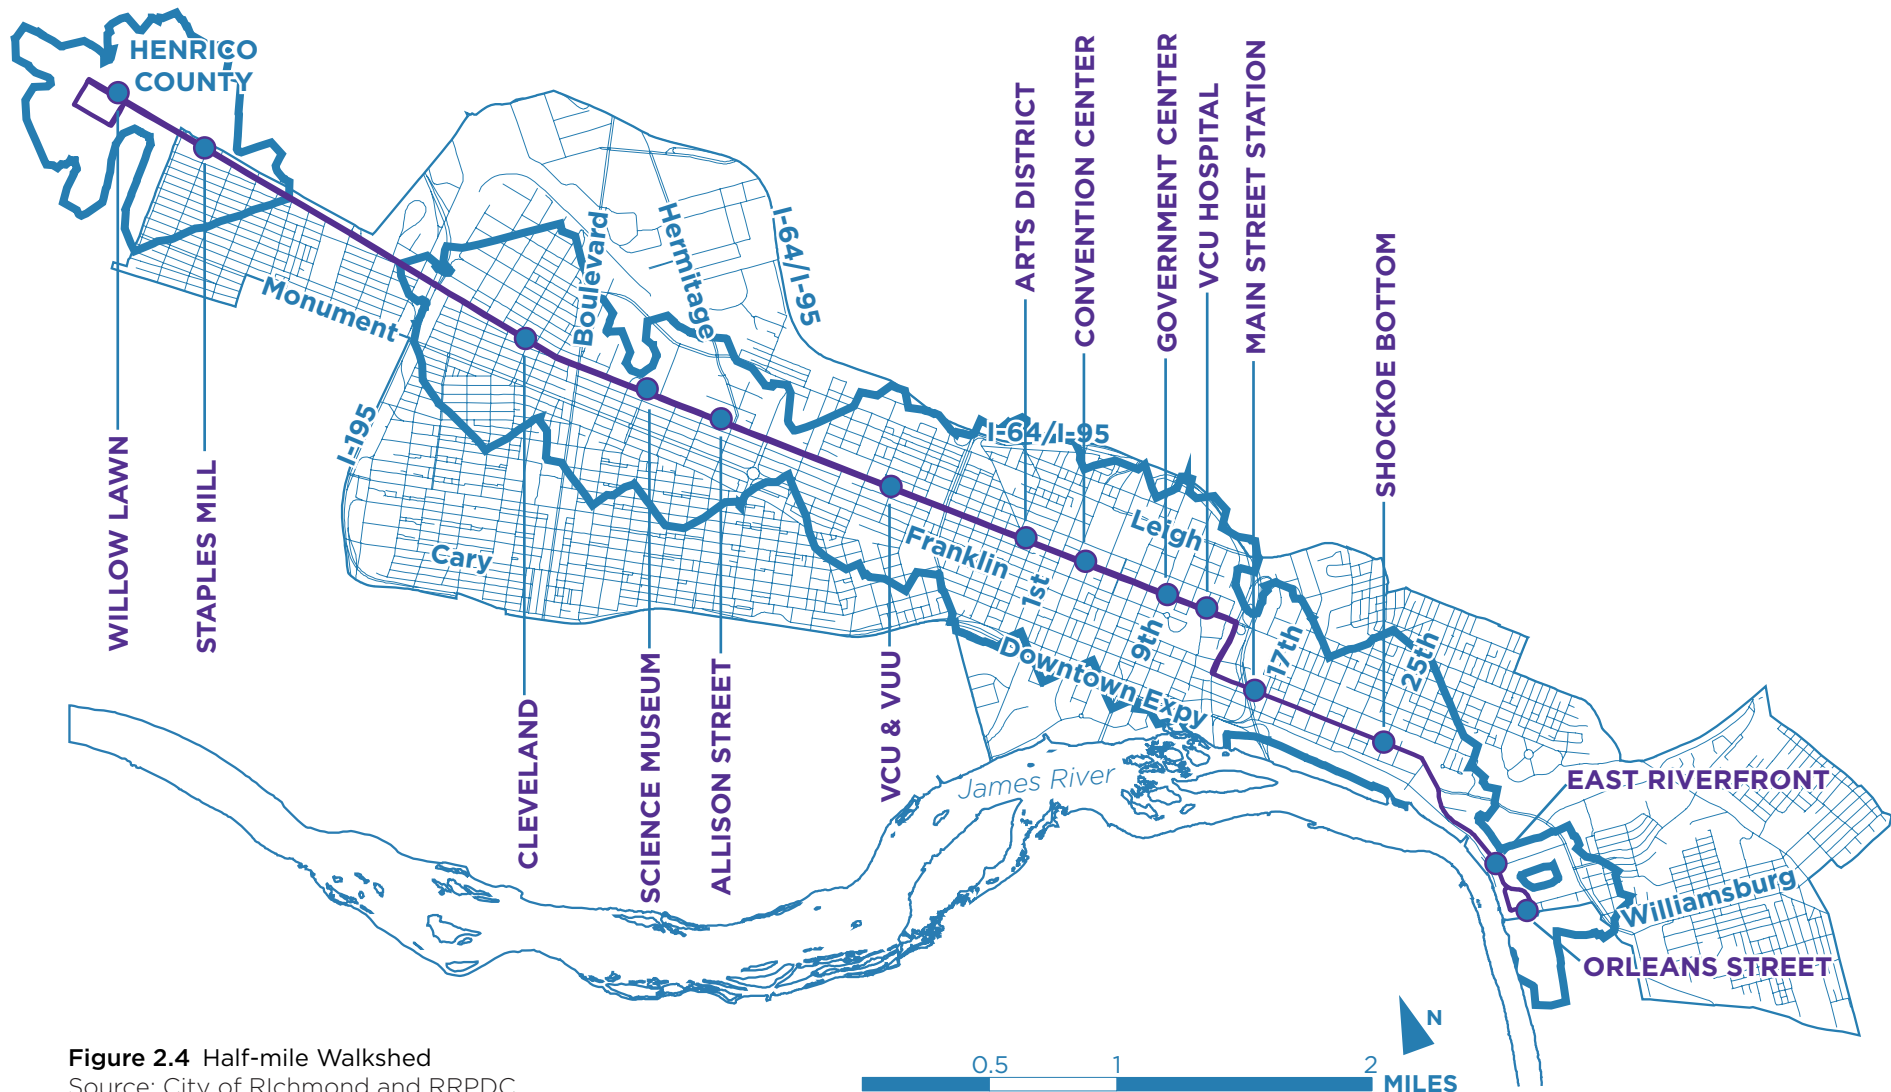 HENRICO
COUNTY
WILLOW LAWN
STAPLES MILL
CLEVELAND
SCIENCE MUSEUM
ALLISON STREET
VCU & VUU
ARTS DISTRICT
CONVENTION CENTER
GOVERNMENT CENTER
VCU HOSPITAL
MAIN STREET STATION
SHOCKOE BOTTOM
EAST RIVERFRONT
ORLEANS STREET
Monument
I-195
Boulevard
Hermitage
I-64/I-95
I-64/I-95
Cary
Franklin
1st
Leigh
9th
17th
25th
Downtown Expy
James River
Williamsburg
N
0.5
1
2
MILES
Figure 2.4 Half-mile Walkshed
Source: City of RIchmond and RRPDC